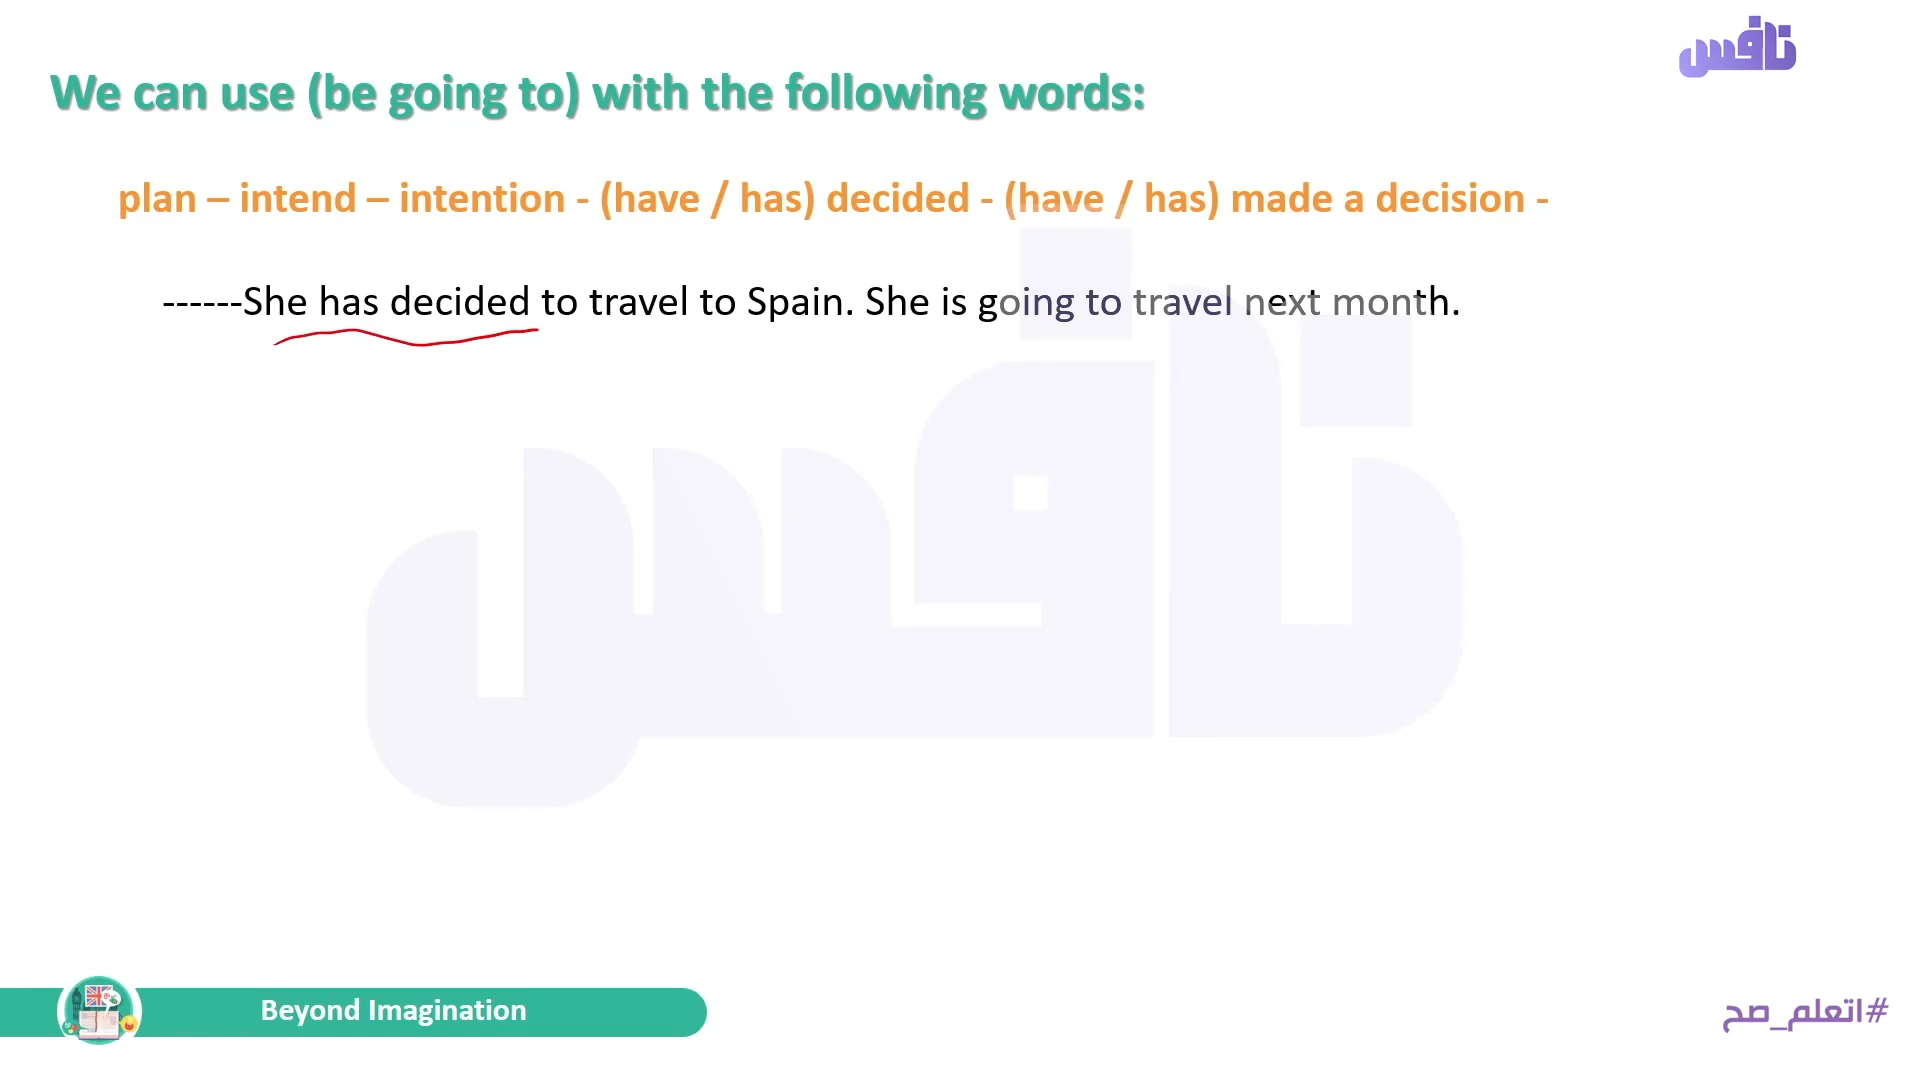 نافس
We can use (be going to) with the following words:
plan – intend – intention - (have / has) decided - (have / has) made a decision -
------She has decided to travel to Spain. She is going to travel next month.
نافس
Beyond Imagination
#اتعلم_صح